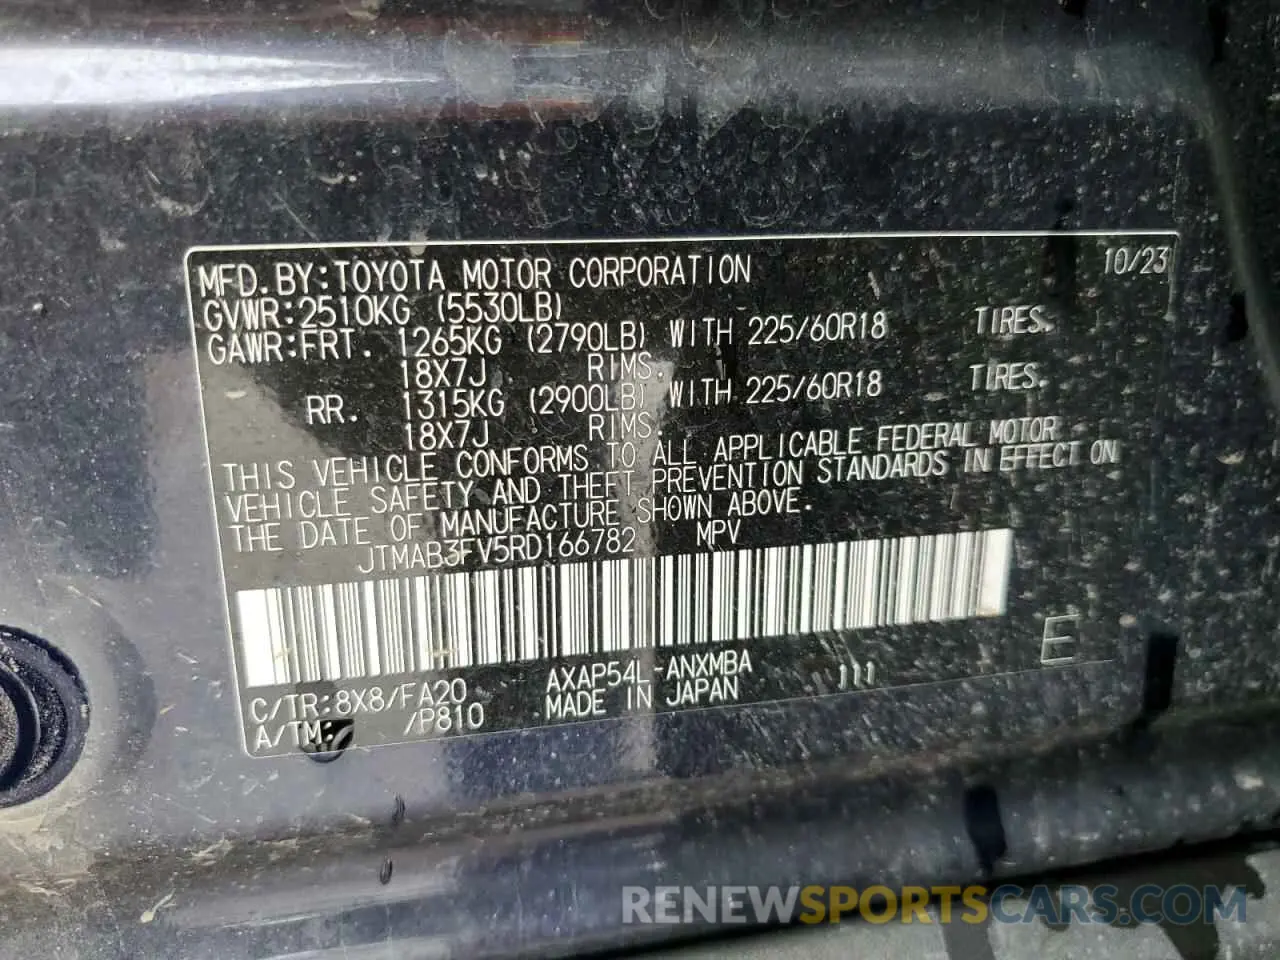 MFD.BY:TOYOTA MOTOR CORPORATION 10/23
GVWR:2510KG (5530LB)
GAWR:FRT. 1265KG (2790LB) WITH 225/60R18 TIRES.
18X7J RIMS.
RR. 1315KG (2900LB) WITH 225/60R18 TIRES.
18X7J RIMS.
THIS VEHICLE CONFORMS TO ALL APPLICABLE FEDERAL MOTOR
VEHICLE SAFETY AND THEFT PREVENTION STANDARDS IN EFFECT ON
THE DATE OF MANUFACTURE SHOWN ABOVE.
JTMAB3FV5RD166782 MPV
C/TR:8X8/FA20 AXAP54L-ANXMBA 111 E
A/TM: /P810 MADE IN JAPAN
RENEWSPORTSCARS.COM